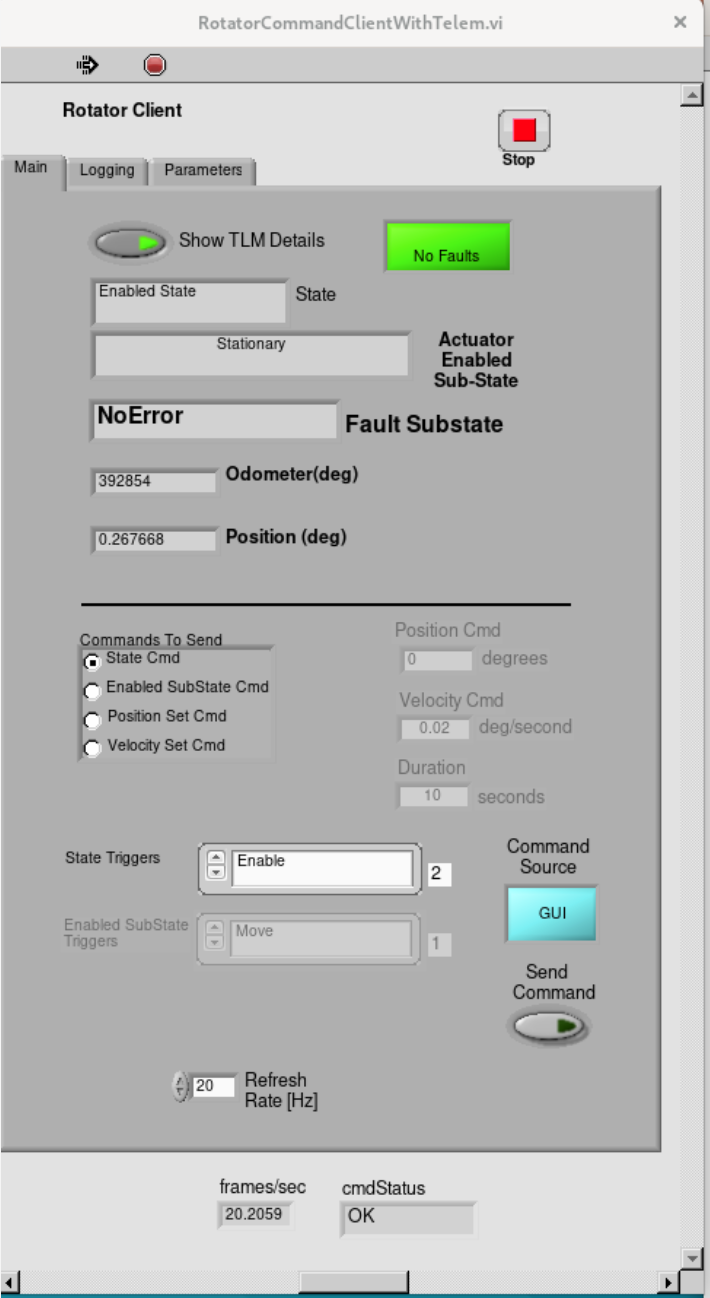 RotatorCommandClientWithTelem.vi
Rotator Client
Stop
Main
Logging
Parameters
Show TLM Details
No Faults
Enabled State
State
Stationary
Actuator
Enabled
Sub-State
NoError
Fault Substate
392854
Odometer(deg)
0.267668
Position (deg)
Commands To Send
State Cmd
Enabled SubState Cmd
Position Set Cmd
Velocity Set Cmd
Position Cmd
0
degrees
Velocity Cmd
0.02
deg/second
Duration
10
seconds
State Triggers
Enable
2
Enabled SubState
Triggers
Move
1
Command
Source
GUI
Send
Command
20
Refresh
Rate [Hz]
frames/sec
20.2059
cmdStatus
OK